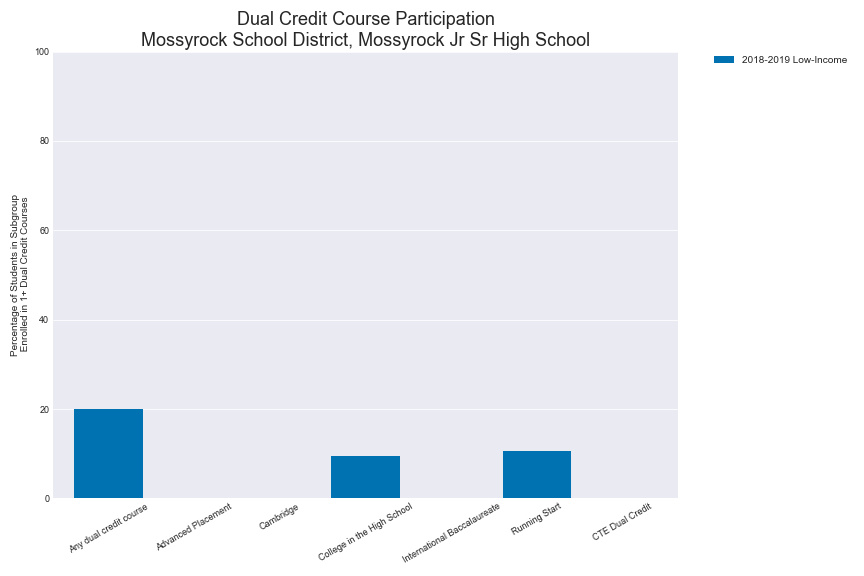 Dual Credit Course Participation
Mossyrock School District, Mossyrock Jr Sr High School
2018-2019 Low-Income
Percentage of Students in Subgroup
Enrolled in 1+ Dual Credit Courses
100
80
60
40
20
0
Any dual credit course
Advanced Placement
Cambridge
College in the High School
International Baccalaureate
Running Start
CTE Dual Credit